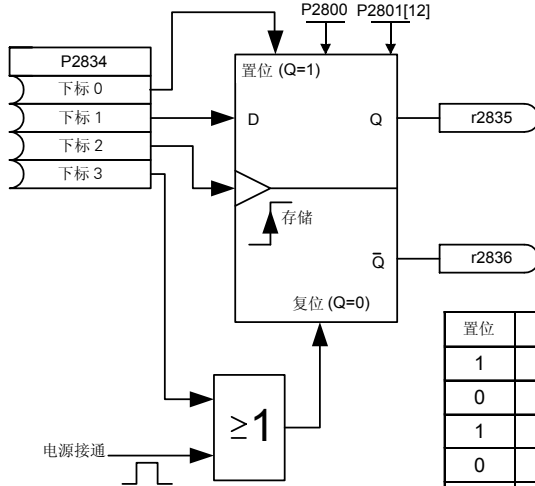 P2800 P2801[12]
P2834
下标 0
下标 1
下标 2
下标 3
置位 (Q=1)
D Q
r2835
存储
Q̄
r2836
复位 (Q=0)
≥1
电源接通
置位
1
0
1
0